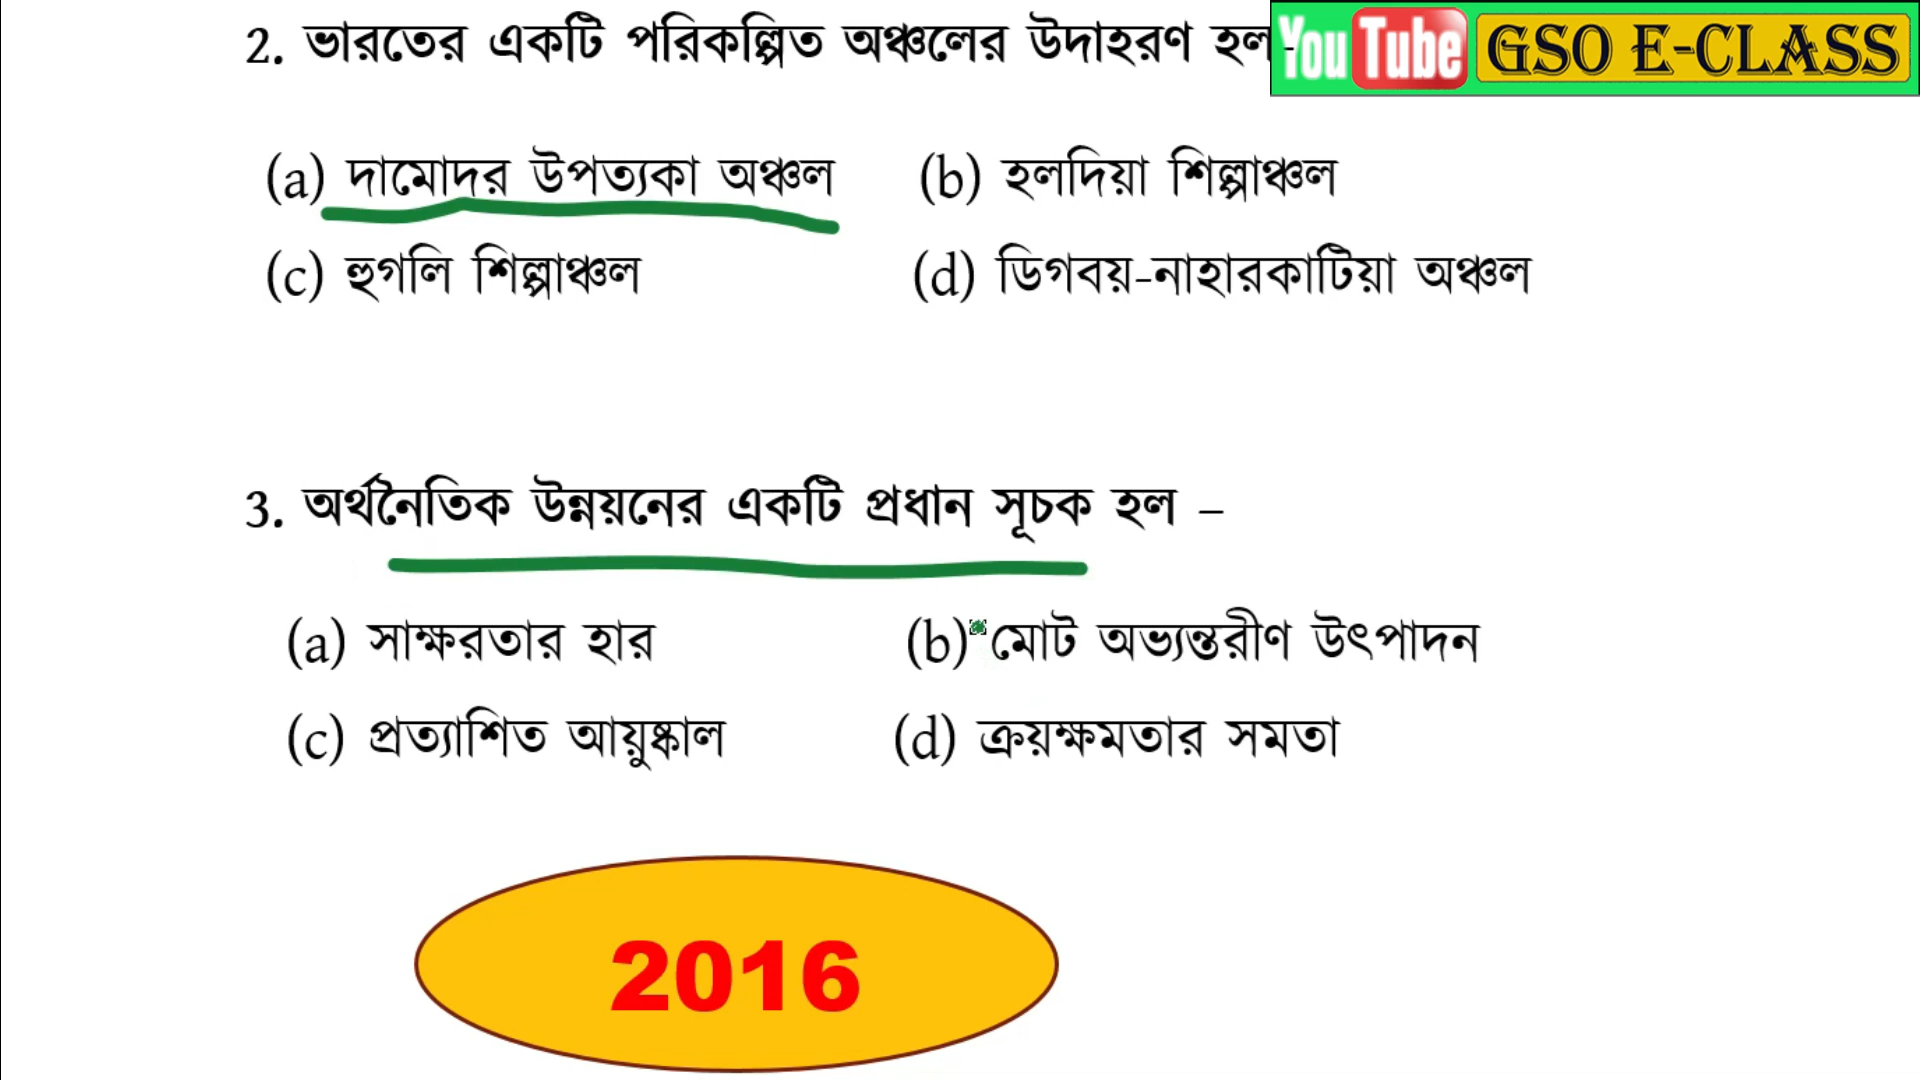 2. ভারতের একটি পরিকল্পিত অঞ্চলের উদাহরণ হল-
YouTube GSO E-CLASS
(a) দামোদর উপত্যকা অঞ্চল (b) হলদিয়া শিল্পাঞ্চল
(c) হুগলি শিল্পাঞ্চল (d) ডিগবয়-নাহারকাটিয়া অঞ্চল
3. অর্থনৈতিক উন্নয়নের একটি প্রধান সূচক হল –
(a) সাক্ষরতার হার (b) মোট অভ্যন্তরীণ উৎপাদন
(c) প্রত্যাশিত আয়ুষ্কাল (d) ক্রয়ক্ষমতার সমতা
2016